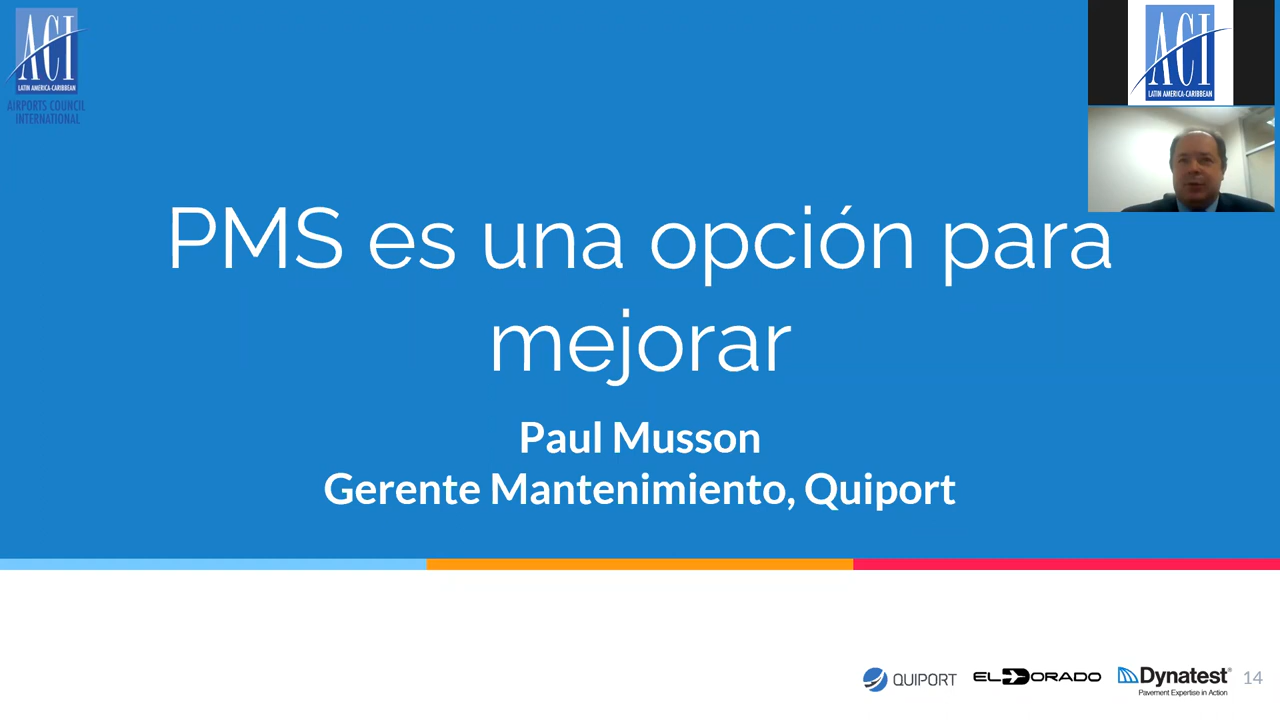 ACI
LATIN AMERICA-CARIBBEAN
AIRPORTS COUNCIL
INTERNATIONAL
ACI
LATIN AMERICA-CARIBBEAN
PMS es una opción para
mejorar
Paul Musson
Gerente Mantenimiento, Quiport
QUIPORT
EL DORADO
Dynatest®
Pavement Expertise in Action
14